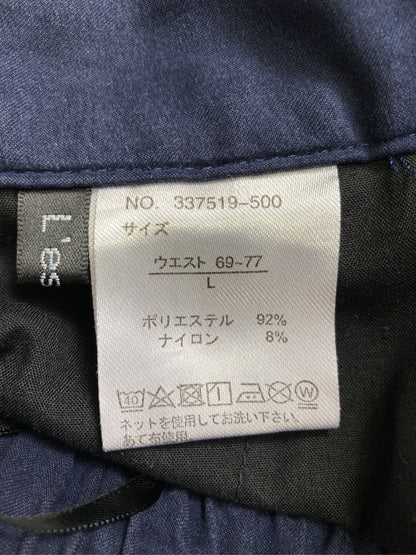 L'es
NO. 337519-500
サイズ
ウエスト 69~77
L
ポリエステル 92%
ナイロン 8%
40
W
ネットを使用してお洗い下さい。
あて布使用